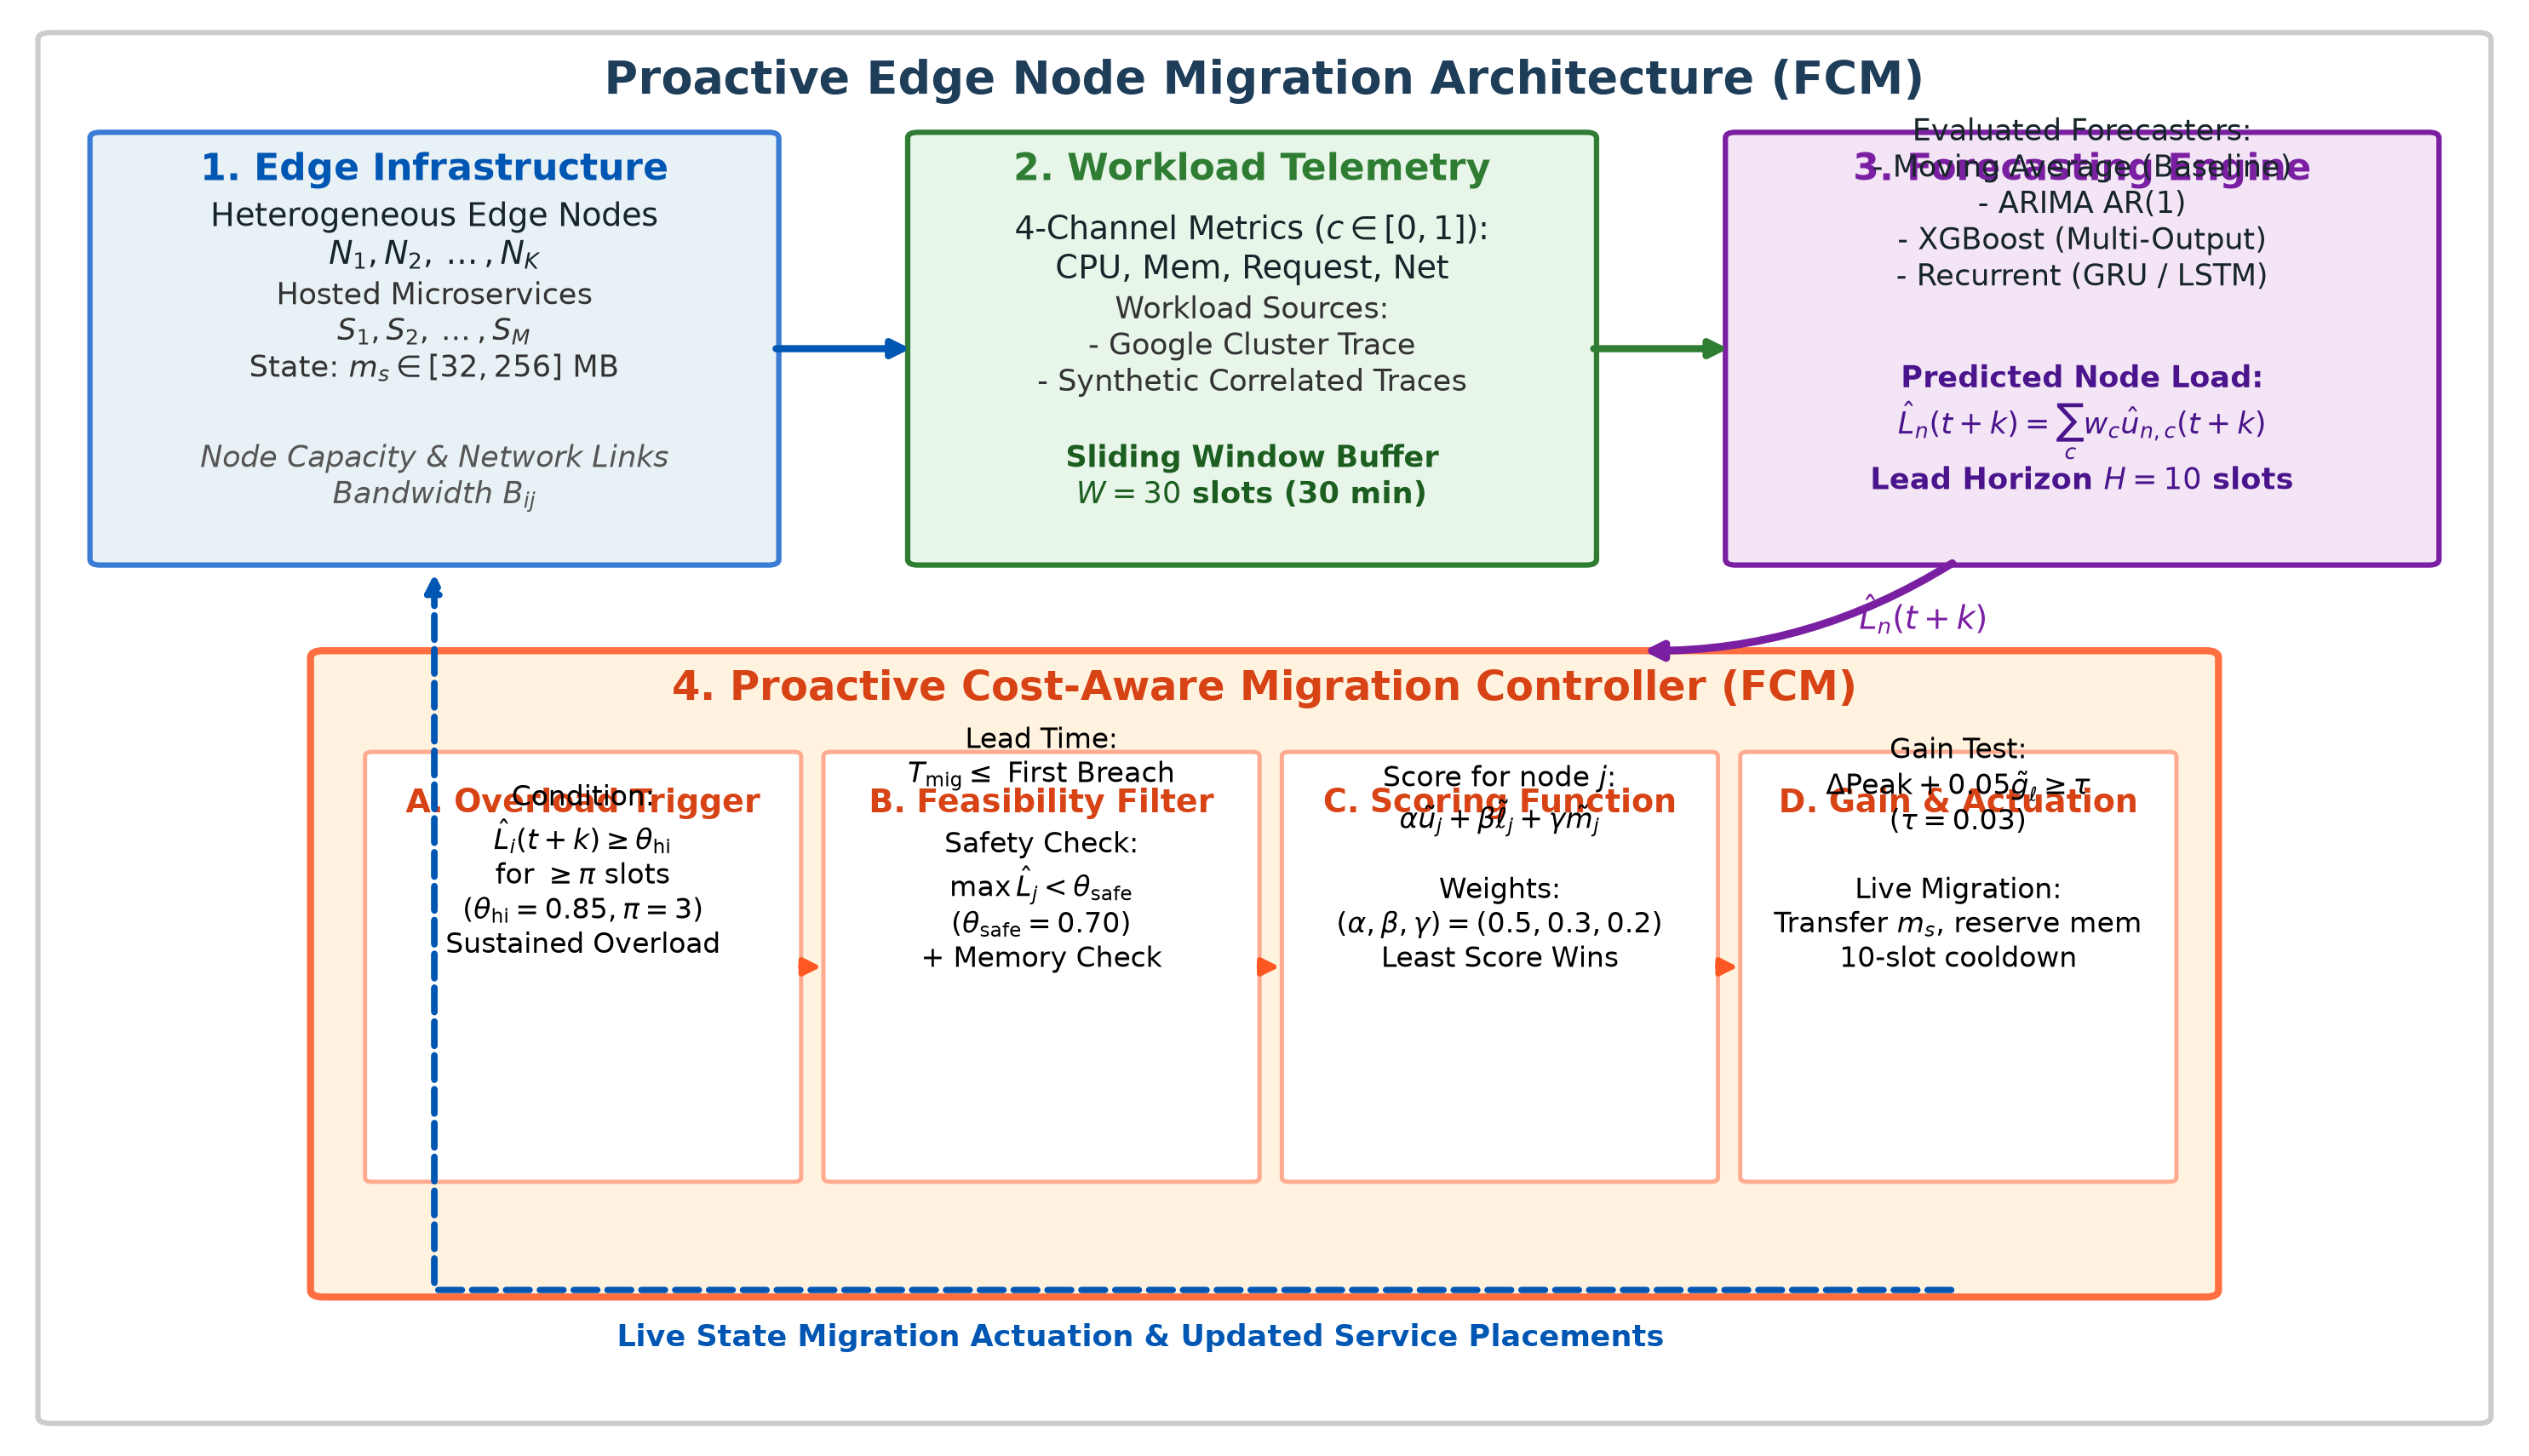 Proactive Edge Node Migration Architecture (FCM)
1. Edge Infrastructure
Heterogeneous Edge Nodes
N₁, N₂, … , N_K
Hosted Microservices
S₁, S₂, … , S_M
State: m_s ∈ [32, 256] MB
Node Capacity & Network Links
Bandwidth B_ij
2. Workload Telemetry
4-Channel Metrics (c ∈ [0, 1]):
CPU, Mem, Request, Net
Workload Sources:
- Google Cluster Trace
- Synthetic Correlated Traces
Sliding Window Buffer
W = 30 slots (30 min)
3. Forecasting Engine
Evaluated Forecasters:
- Moving Average (Baseline)
- ARIMA AR(1)
- XGBoost (Multi-Output)
- Recurrent (GRU / LSTM)
Predicted Node Load:
L̂_n(t + k) = ∑_c w_c û_n,c(t + k)
Lead Horizon H = 10 slots
L̂_n(t + k)
4. Proactive Cost-Aware Migration Controller (FCM)
A. Overload Trigger
Condition:
L̂_i(t + k) ≥ θ_hi
for ≥ π slots
(θ_hi = 0.85, π = 3)
Sustained Overload
Lead Time:
T_mig ≤ First Breach
B. Feasibility Filter
Safety Check:
max L̂_j < θ_safe
(θ_safe = 0.70)
+ Memory Check
Score for node j:
C. Scoring Function
αũ_j + βℓ̃_j + γm̃_j
Weights:
(α, β, γ) = (0.5, 0.3, 0.2)
Least Score Wins
Gain Test:
ΔPeak + 0.05g̃_ℓ ≥ τ
D. Gain & Actuation
(τ = 0.03)
Live Migration:
Transfer m_s, reserve mem
10-slot cooldown
Live State Migration Actuation & Updated Service Placements